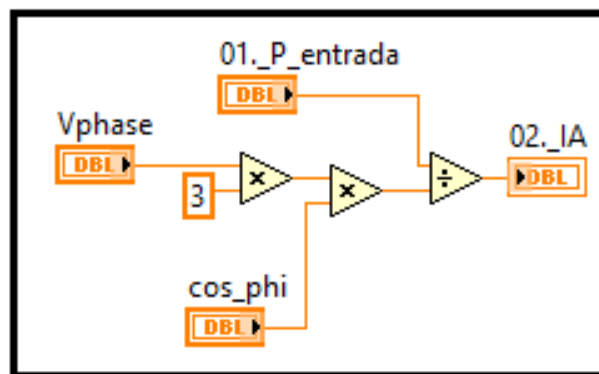 01._P_entrada
DBL
Vphase
DBL
×
3
×
÷
02._IA
DBL
cos_phi
DBL